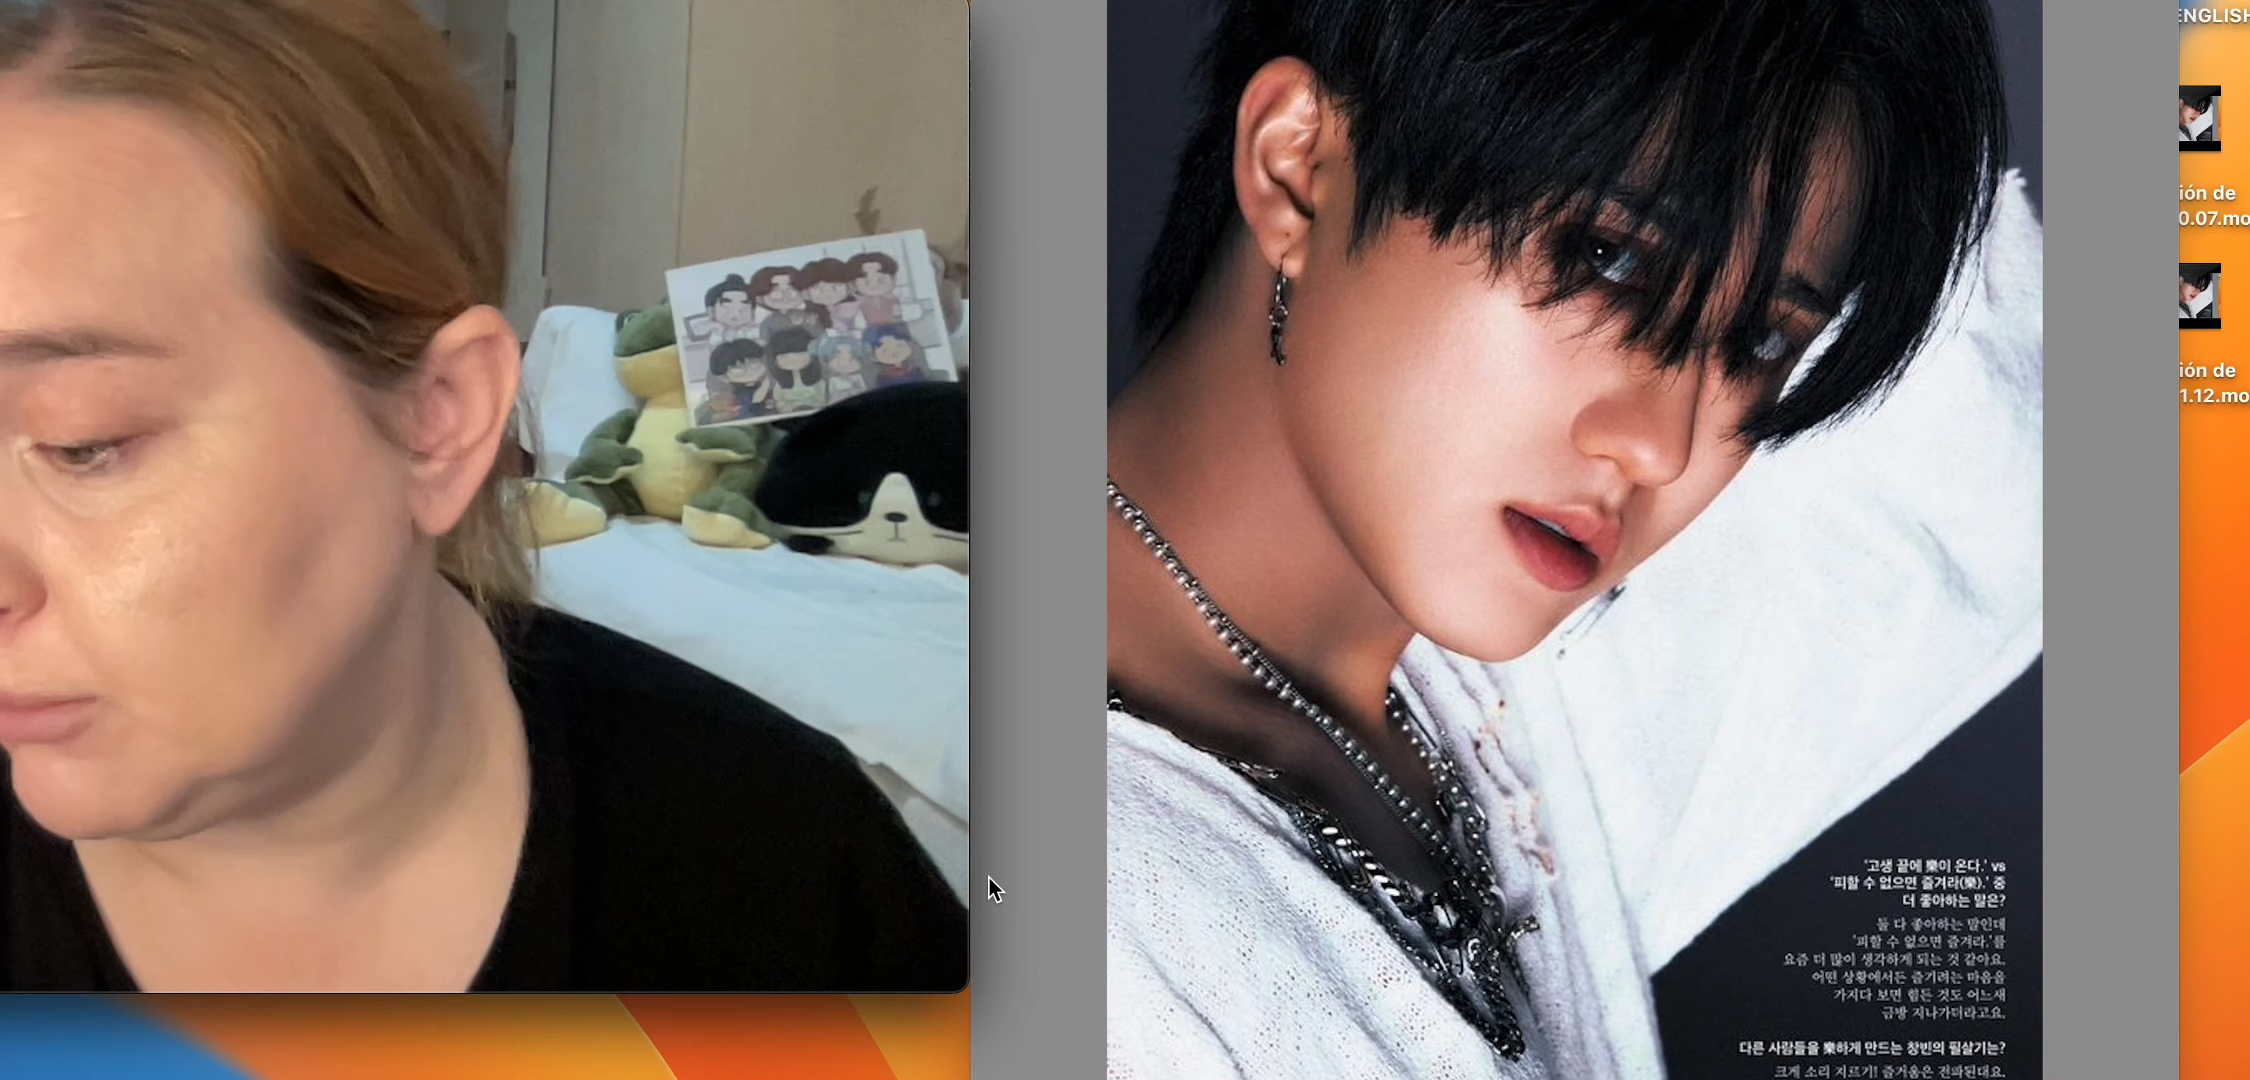 ENGLISH
ión de
0.07.mo
ión de
1.12.mo
'고생 끝에 樂이 온다.' vs
'피할 수 없으면 즐겨라(樂).' 중
더 좋아하는 말은?
둘 다 좋아하는 말인데
'피할 수 없으면 즐겨라.'를
요즘 더 많이 생각하게 되는 것 같아요.
어떤 상황에서든 즐기려는 마음을
가지다 보면 힘든 것도 어느새
금방 지나가더라고요.
다른 사람들을 樂하게 만드는 창빈의 필살기는?
크게 소리 지르기! 즐거움은 전파된대요.